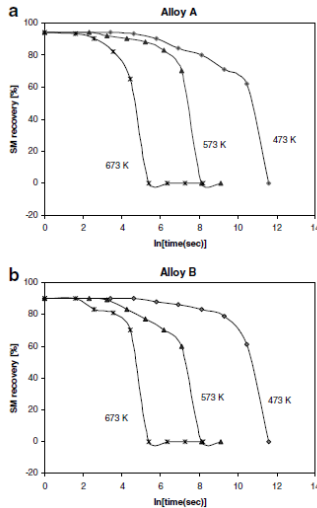 a
Alloy A
100
80
60
40
20
0
-20
SM recovery [%]
673 K
573 K
473 K
0 2 4 6 8 10 12 14
ln[time(sec)]
b
Alloy B
100
80
60
40
20
0
-20
SM recovery [%]
673 K
573 K
473 K
0 2 4 6 8 10 12 14
ln[time(sec)]